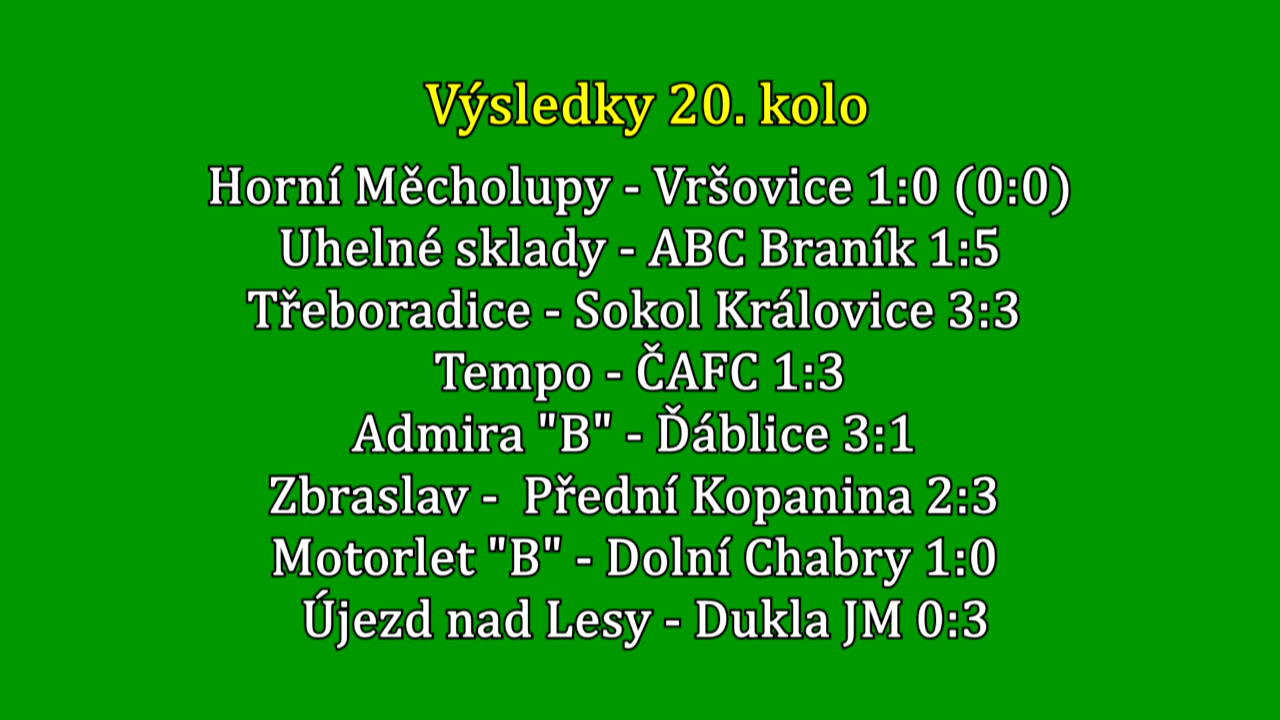 Výsledky 20. kolo
Horní Měcholupy - Vršovice 1:0 (0:0)
Uhelné sklady - ABC Braník 1:5
Třeboradice - Sokol Královice 3:3
Tempo - ČAFC 1:3
Admira "B" - Ďáblice 3:1
Zbraslav -  Přední Kopanina 2:3
Motorlet "B" - Dolní Chabry 1:0
Újezd nad Lesy - Dukla JM 0:3